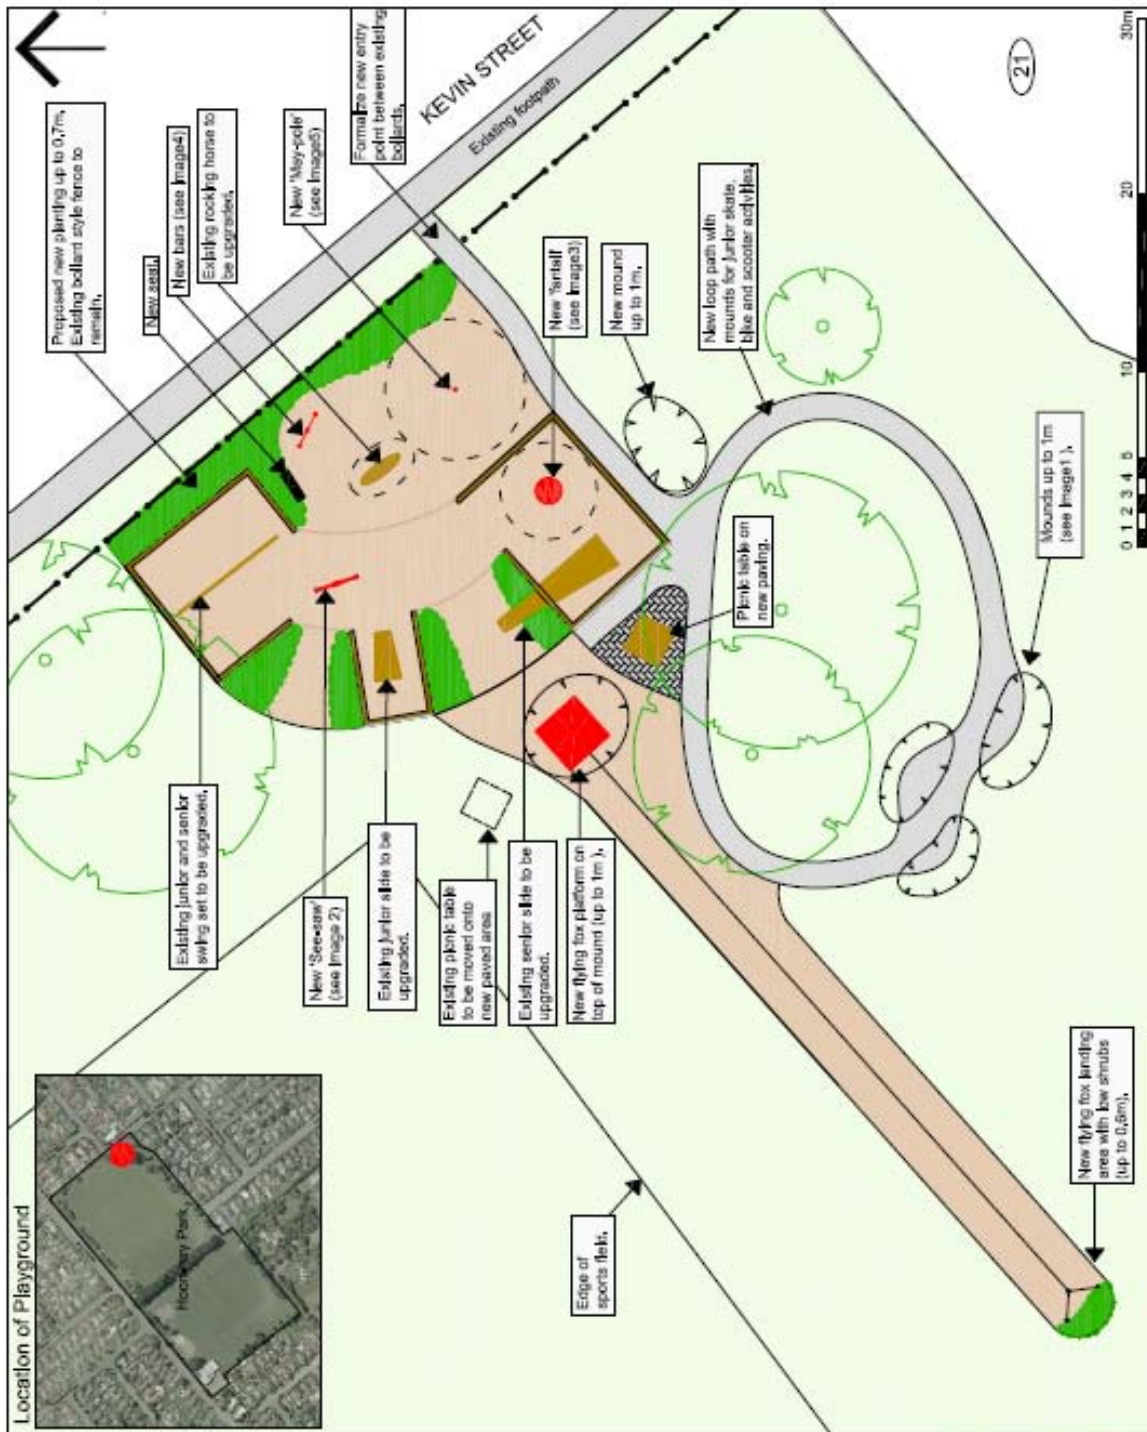 Location of Playground
Hoornsey Park
Proposed new planting up to 0.7m.
Existing bollard style fence to
remain.
New seat.
New bars (see image4)
Existing rocking horse to
be upgraded.
New 'May-pole'
(see image5)
Formalize new entry
point between existing
bollards.
KEVIN STREET
Existing footpath
Existing junior and senior
swing set to be upgraded.
New 'See-saw'
(see image 2)
Existing junior slide to be
upgraded.
Existing picnic table
to be moved onto
new paved area
Existing senior slide to be
upgraded.
New flying fox platform on
top of mound (up to 1m ).
New 'fantail'
(see image3)
New mound
up to 1m.
New loop path with
mounds for junior skate,
bike and scooter activities.
Picnic table on
new paving.
Mounds up to 1m
(see image1 ).
Edge of
sports field.
New flying fox landing
area with low shrubs
(up to 0.6m).
21
0 1 2 3 4 5 10 20 30m